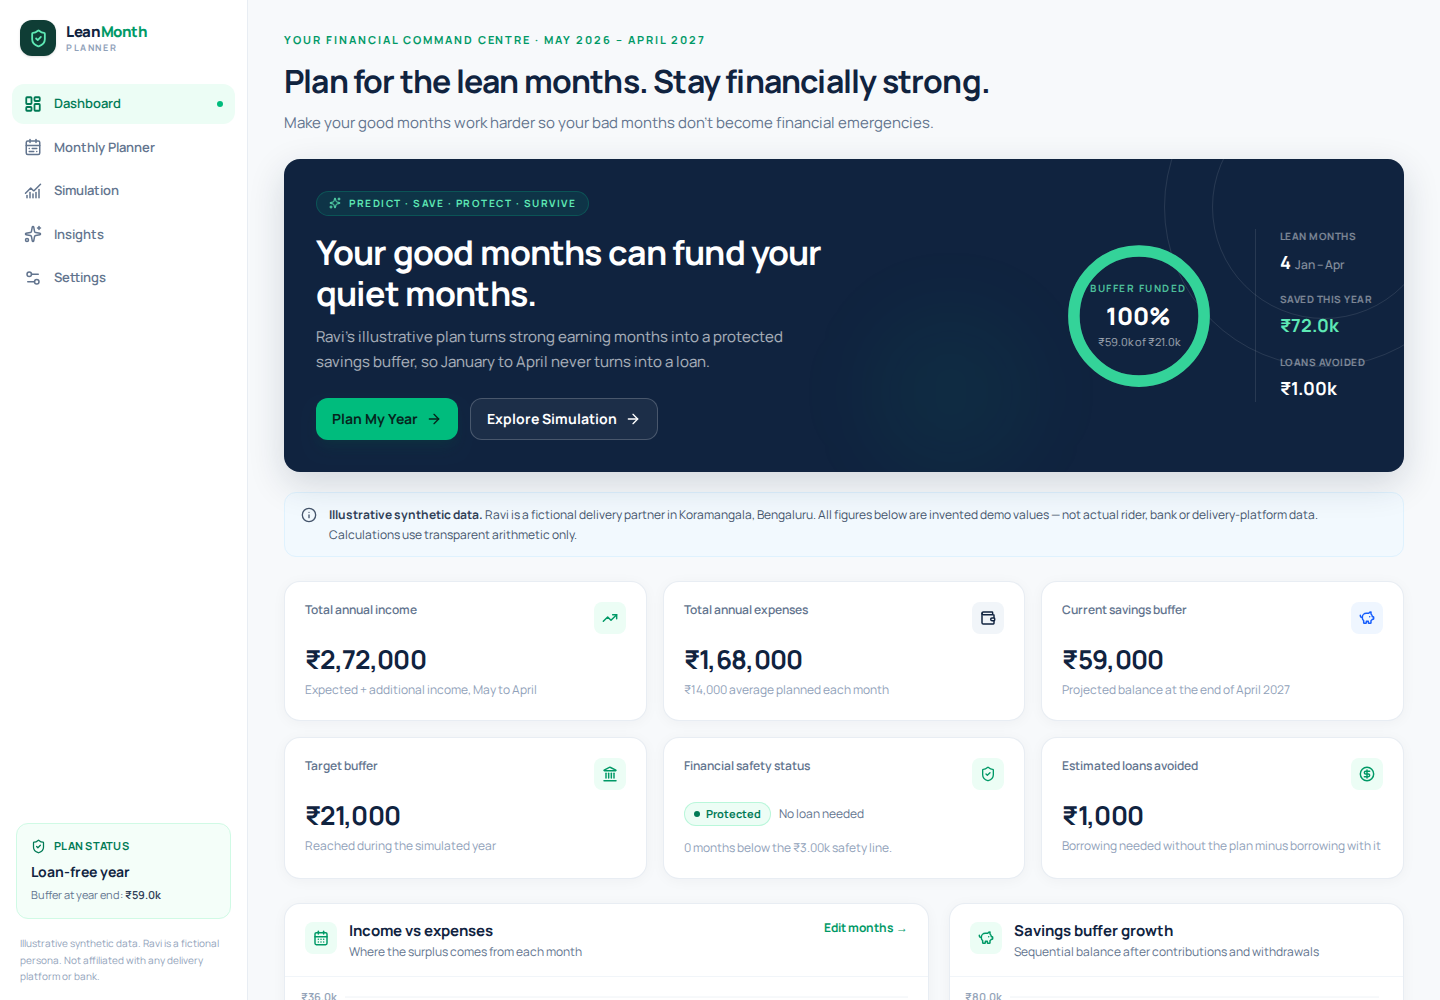 LeanMonth
PLANNER
Dashboard
Monthly Planner
Simulation
Insights
Settings
PLAN STATUS
Loan-free year
Buffer at year end: ₹59.0k
Illustrative synthetic data. Ravi is a fictional
persona. Not affiliated with any delivery
platform or bank.
YOUR FINANCIAL COMMAND CENTRE · MAY 2026 – APRIL 2027
Plan for the lean months. Stay financially strong.
Make your good months work harder so your bad months don't become financial emergencies.
PREDICT · SAVE · PROTECT · SURVIVE
Your good months can fund your
quiet months.
Ravi's illustrative plan turns strong earning months into a protected
savings buffer, so January to April never turns into a loan.
Plan My Year →
Explore Simulation →
BUFFER FUNDED
100%
₹59.0k of ₹21.0k
LEAN MONTHS
4 Jan–Apr
SAVED THIS YEAR
₹72.0k
LOANS AVOIDED
₹1.00k
Illustrative synthetic data. Ravi is a fictional delivery partner in Koramangala, Bengaluru. All figures below are invented demo values — not actual rider, bank or delivery-platform data.
Calculations use transparent arithmetic only.
Total annual income
₹2,72,000
Expected + additional income, May to April
Total annual expenses
₹1,68,000
₹14,000 average planned each month
Current savings buffer
₹59,000
Projected balance at the end of April 2027
Target buffer
₹21,000
Reached during the simulated year
Financial safety status
Protected No loan needed
0 months below the ₹3.00k safety line.
Estimated loans avoided
₹1,000
Borrowing needed without the plan minus borrowing with it
Income vs expenses
Where the surplus comes from each month
Edit months →
₹36.0k
Savings buffer growth
Sequential balance after contributions and withdrawals
₹80.0k